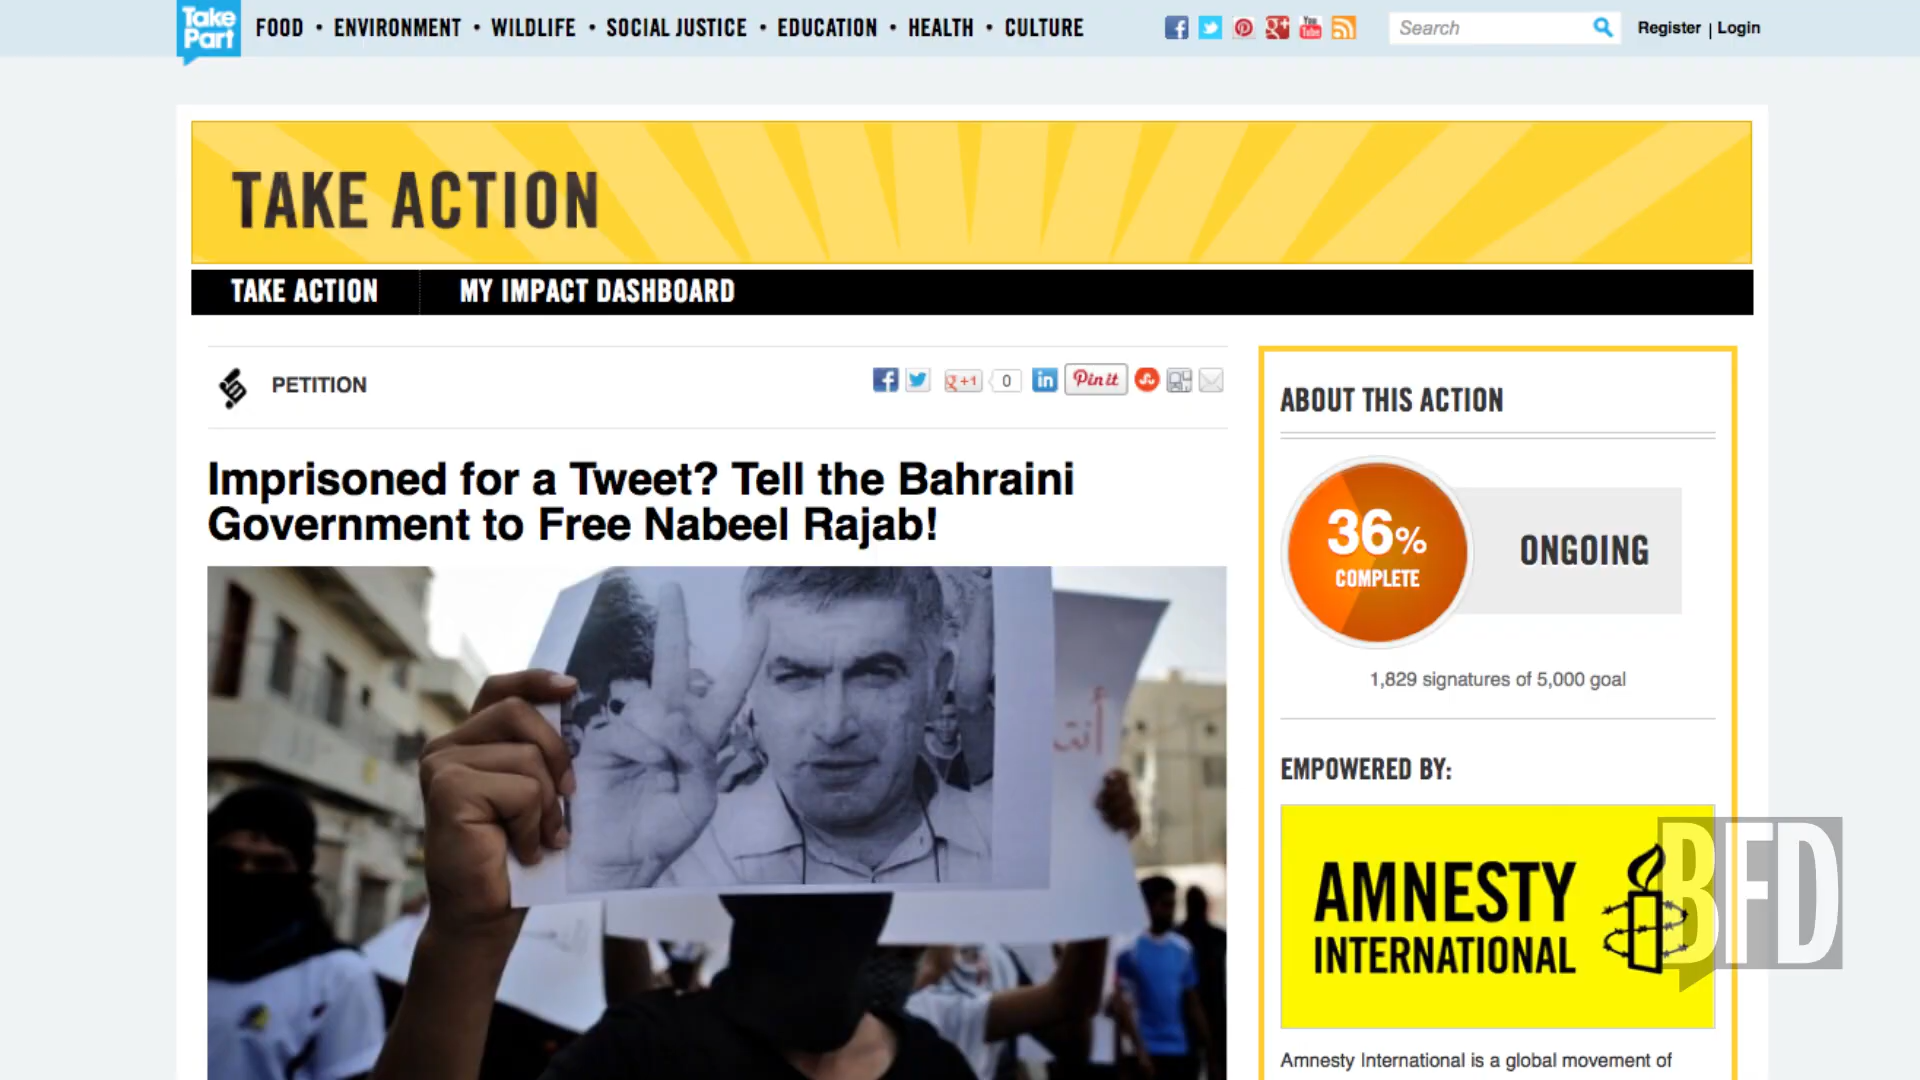 Take
Part
FOOD • ENVIRONMENT • WILDLIFE • SOCIAL JUSTICE • EDUCATION • HEALTH • CULTURE
You
Tube
Search
Register | Login
TAKE ACTION
TAKE ACTION
MY IMPACT DASHBOARD
PETITION
g +1
0
in
Pin it
Imprisoned for a Tweet? Tell the Bahraini
Government to Free Nabeel Rajab!
ABOUT THIS ACTION
36%
COMPLETE
ONGOING
1,829 signatures of 5,000 goal
EMPOWERED BY:
AMNESTY
INTERNATIONAL
BFD
Amnesty International is a global movement of